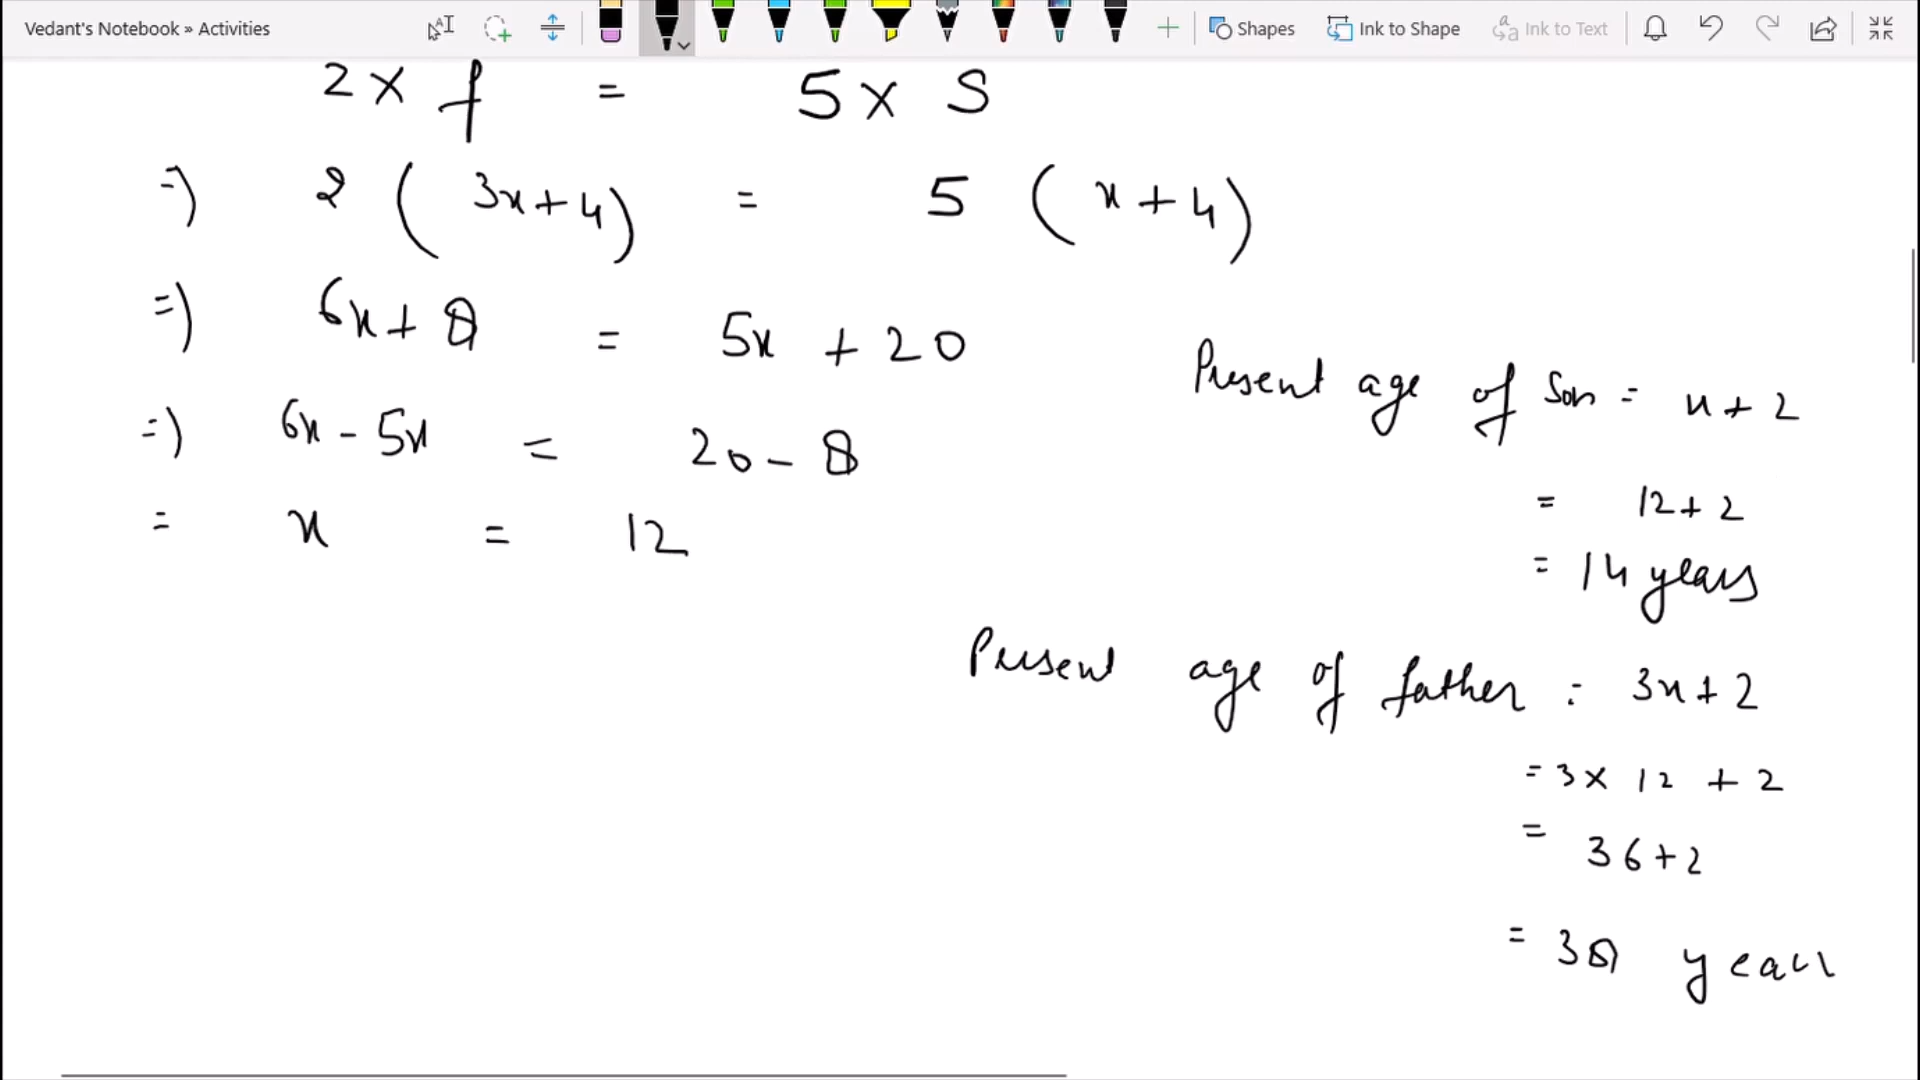 Vedant's Notebook » Activities
Shapes
Ink to Shape
Ink to Text
2 × f = 5 × S
=) 2 ( 3x+4) = 5 ( x+4)
=) 6x+ 8 = 5x + 20
=) 6x - 5x = 20 - 8
= x = 12
Present age of Son = x + 2
= 12+ 2
= 14 years
Present age of father : 3x+ 2
= 3× 12 + 2
= 36+2
= 38 years